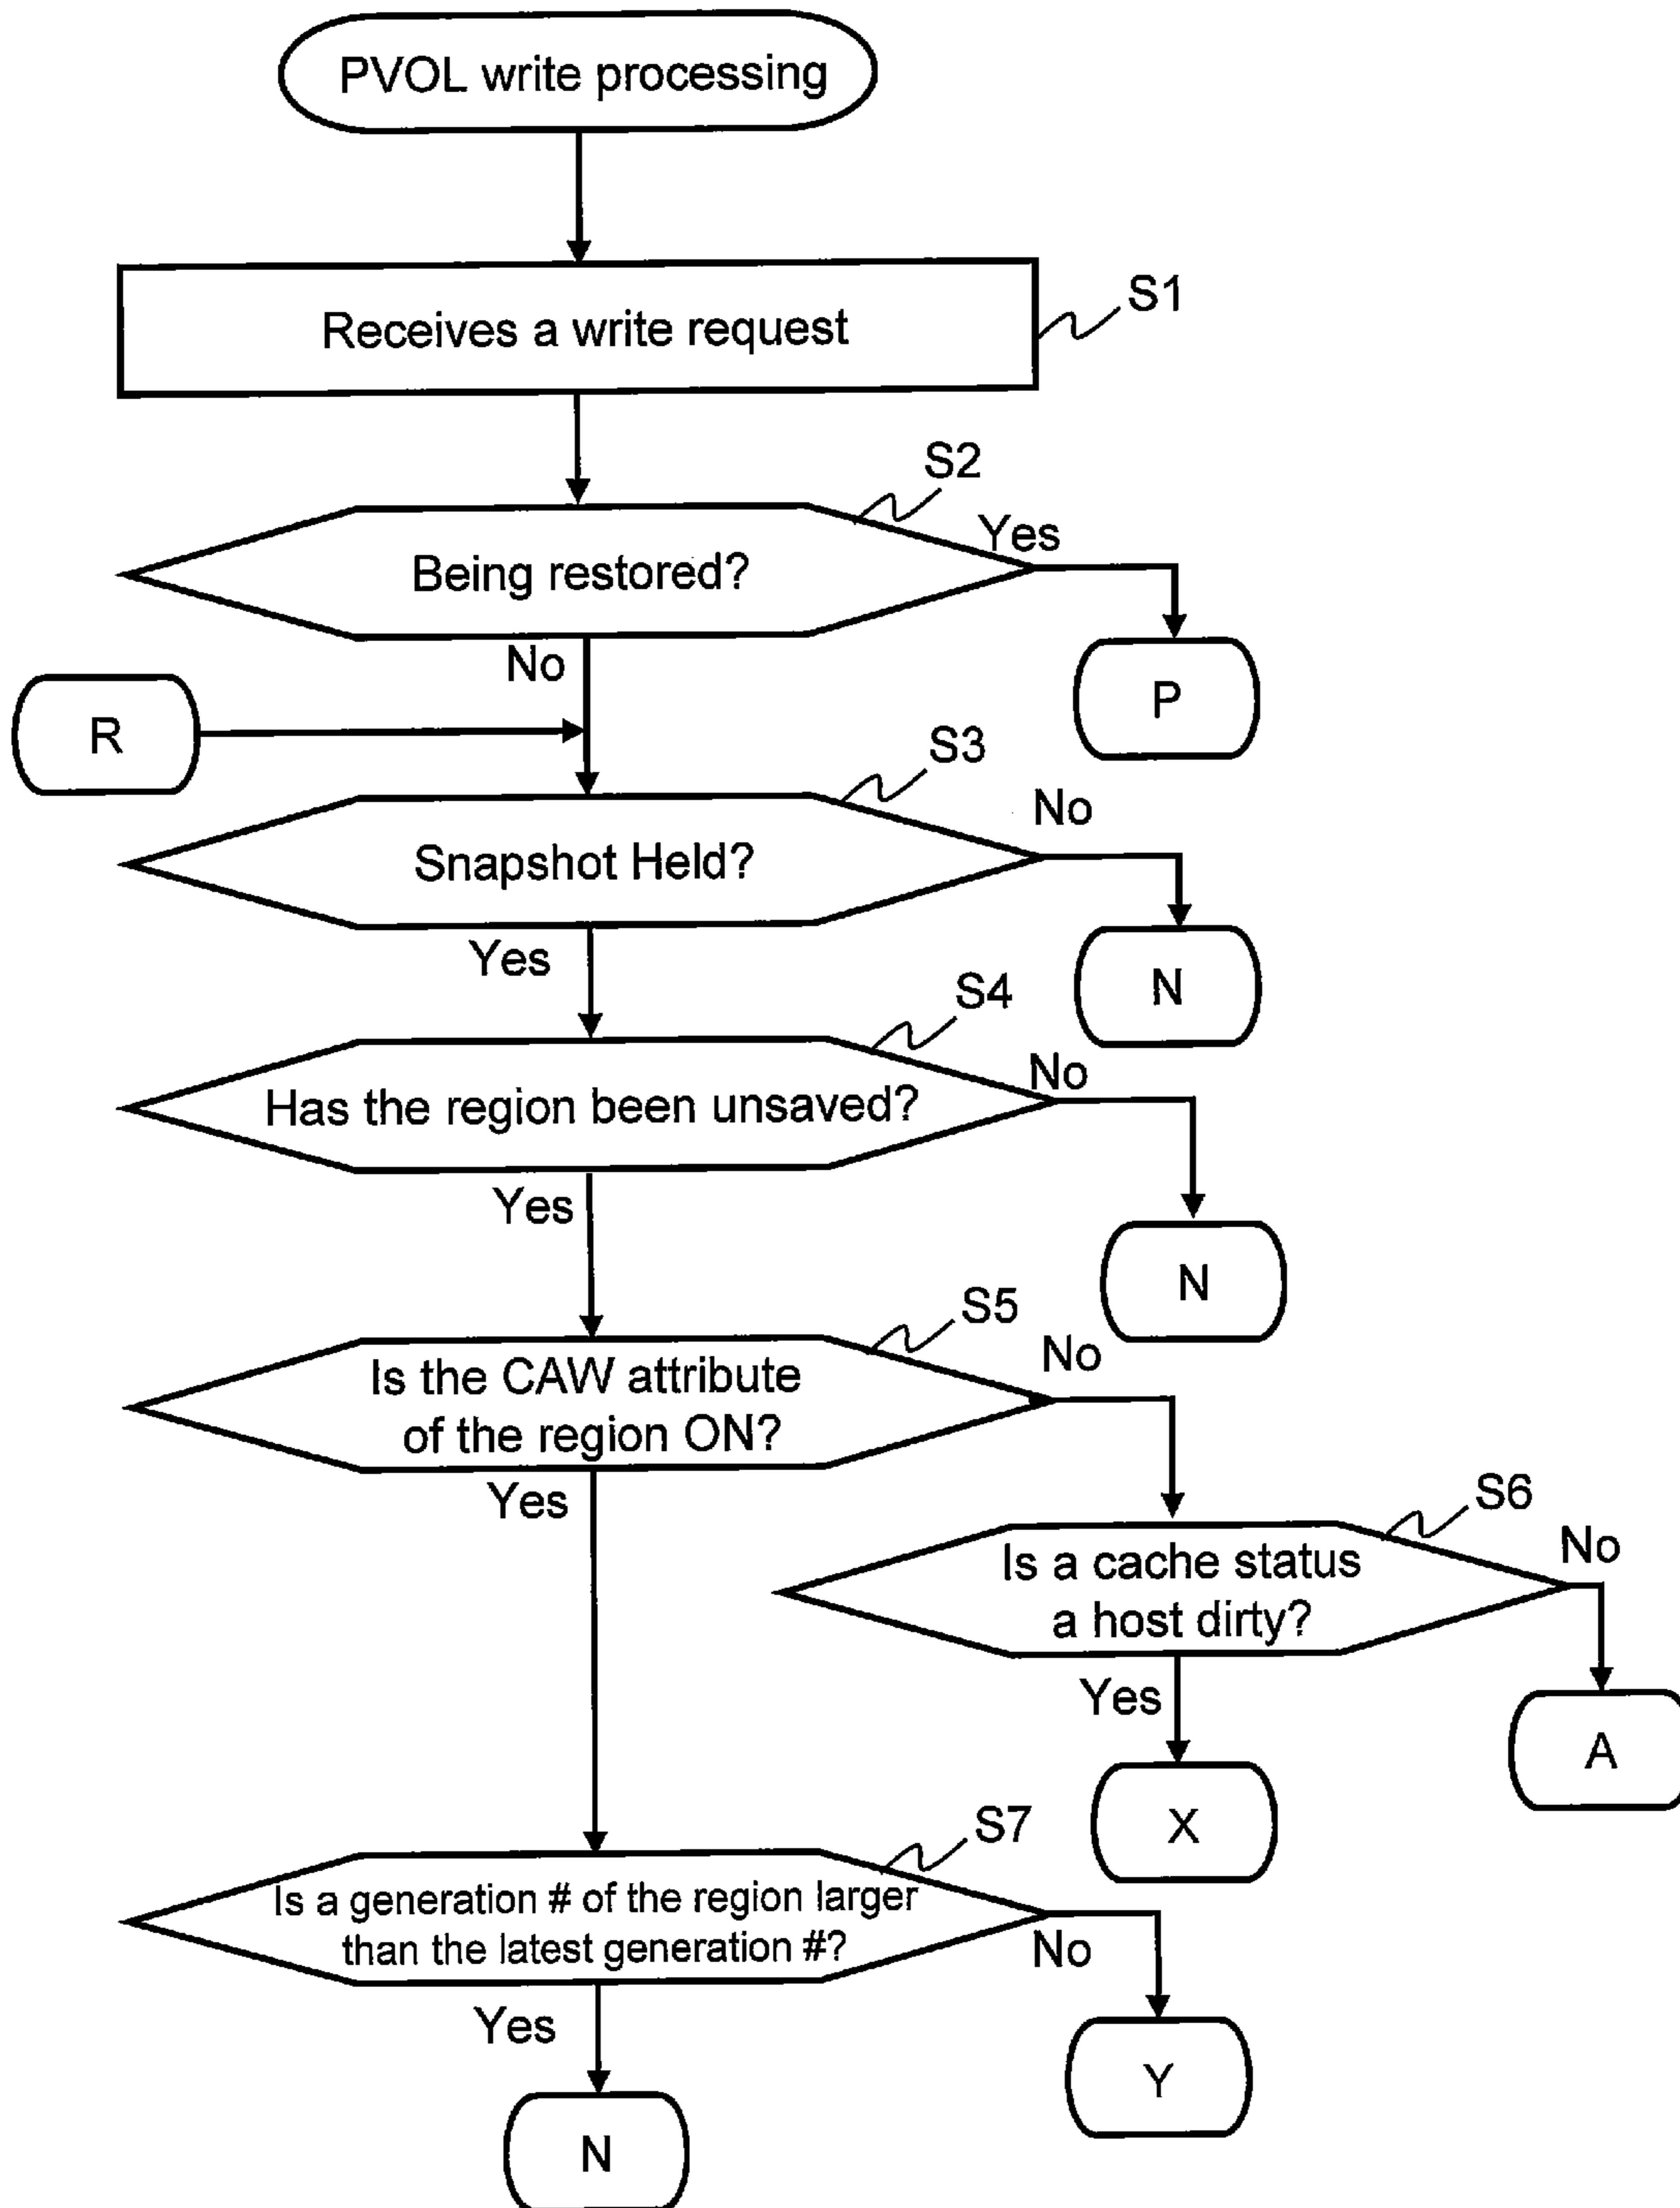 PVOL write processing
Receives a write request
S1
S2
Being restored?
Yes
No
P
R
S3
Snapshot Held?
No
Yes
N
S4
Has the region been unsaved?
No
Yes
N
S5
Is the CAW attribute
of the region ON?
No
Yes
S6
Is a cache status
a host dirty?
No
Yes
A
X
S7
Is a generation # of the region larger
than the latest generation #?
No
Yes
Y
N